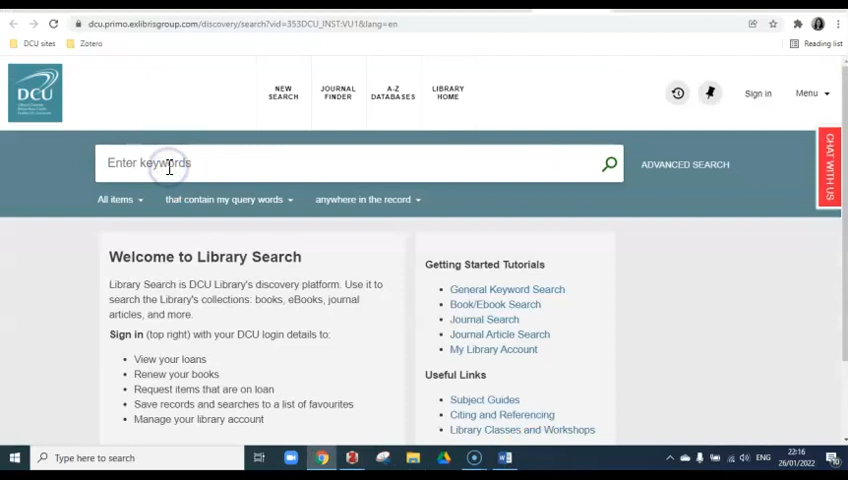 dcu.primo.exlibrisgroup.com/discovery/search?vid=353DCU_INST:VU1&lang=en
DCU sites
Zotero
Reading list
DCU
NEW SEARCH
JOURNAL FINDER
A-Z DATABASES
LIBRARY HOME
Sign in
Menu
Enter keywords
ADVANCED SEARCH
All items
that contain my query words
anywhere in the record
CHAT WITH US
Welcome to Library Search
Library Search is DCU Library's discovery platform. Use it to
search the Library's collections: books, eBooks, journal
articles, and more.
Sign in (top right) with your DCU login details to:
View your loans
Renew your books
Request items that are on loan
Save records and searches to a list of favourites
Manage your library account
Getting Started Tutorials
General Keyword Search
Book/Ebook Search
Journal Search
Journal Article Search
My Library Account
Useful Links
Subject Guides
Citing and Referencing
Library Classes and Workshops
Type here to search
ENG
22:16
26/01/2022